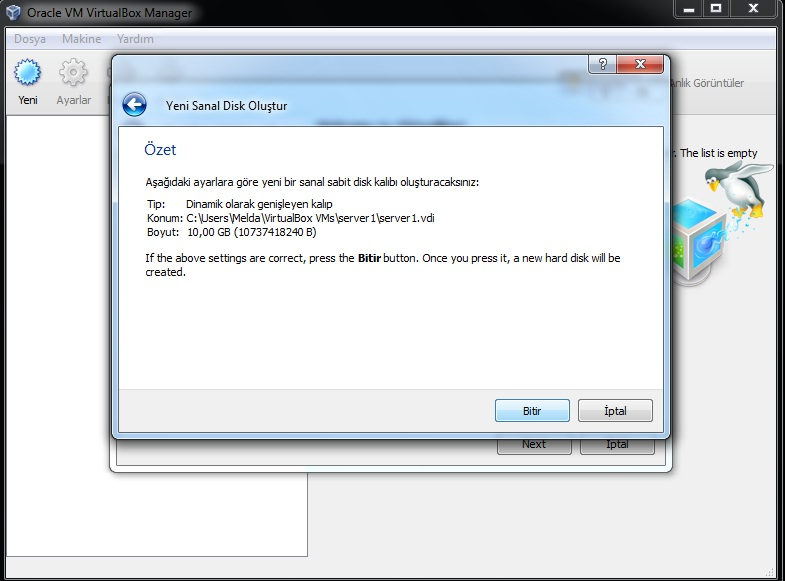 Oracle VM VirtualBox Manager
Dosya Makine Yardım
Yeni Ayarlar
Anlık Görüntüler
Yeni Sanal Disk Oluştur
Özet
. The list is empty
Aşağıdaki ayarlara göre yeni bir sanal sabit disk kalıbı oluşturacaksınız:
Tip: Dinamik olarak genişleyen kalıp
Konum: C:\Users\Melda\VirtualBox VMs\server1\server1.vdi
Boyut: 10,00 GB (10737418240 B)
If the above settings are correct, press the Bitir button. Once you press it, a new hard disk will be
created.
Bitir İptal
Next İptal